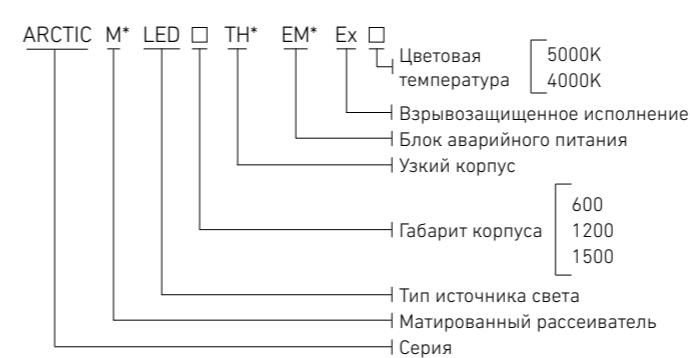 ARCTIC M* LED □ TH* EM* Ex □
Цветовая температура
5000K
4000K
Взрывозащищенное исполнение
Блок аварийного питания
Узкий корпус
Габарит корпуса
600
1200
1500
Тип источника света
Матированный рассеиватель
Серия